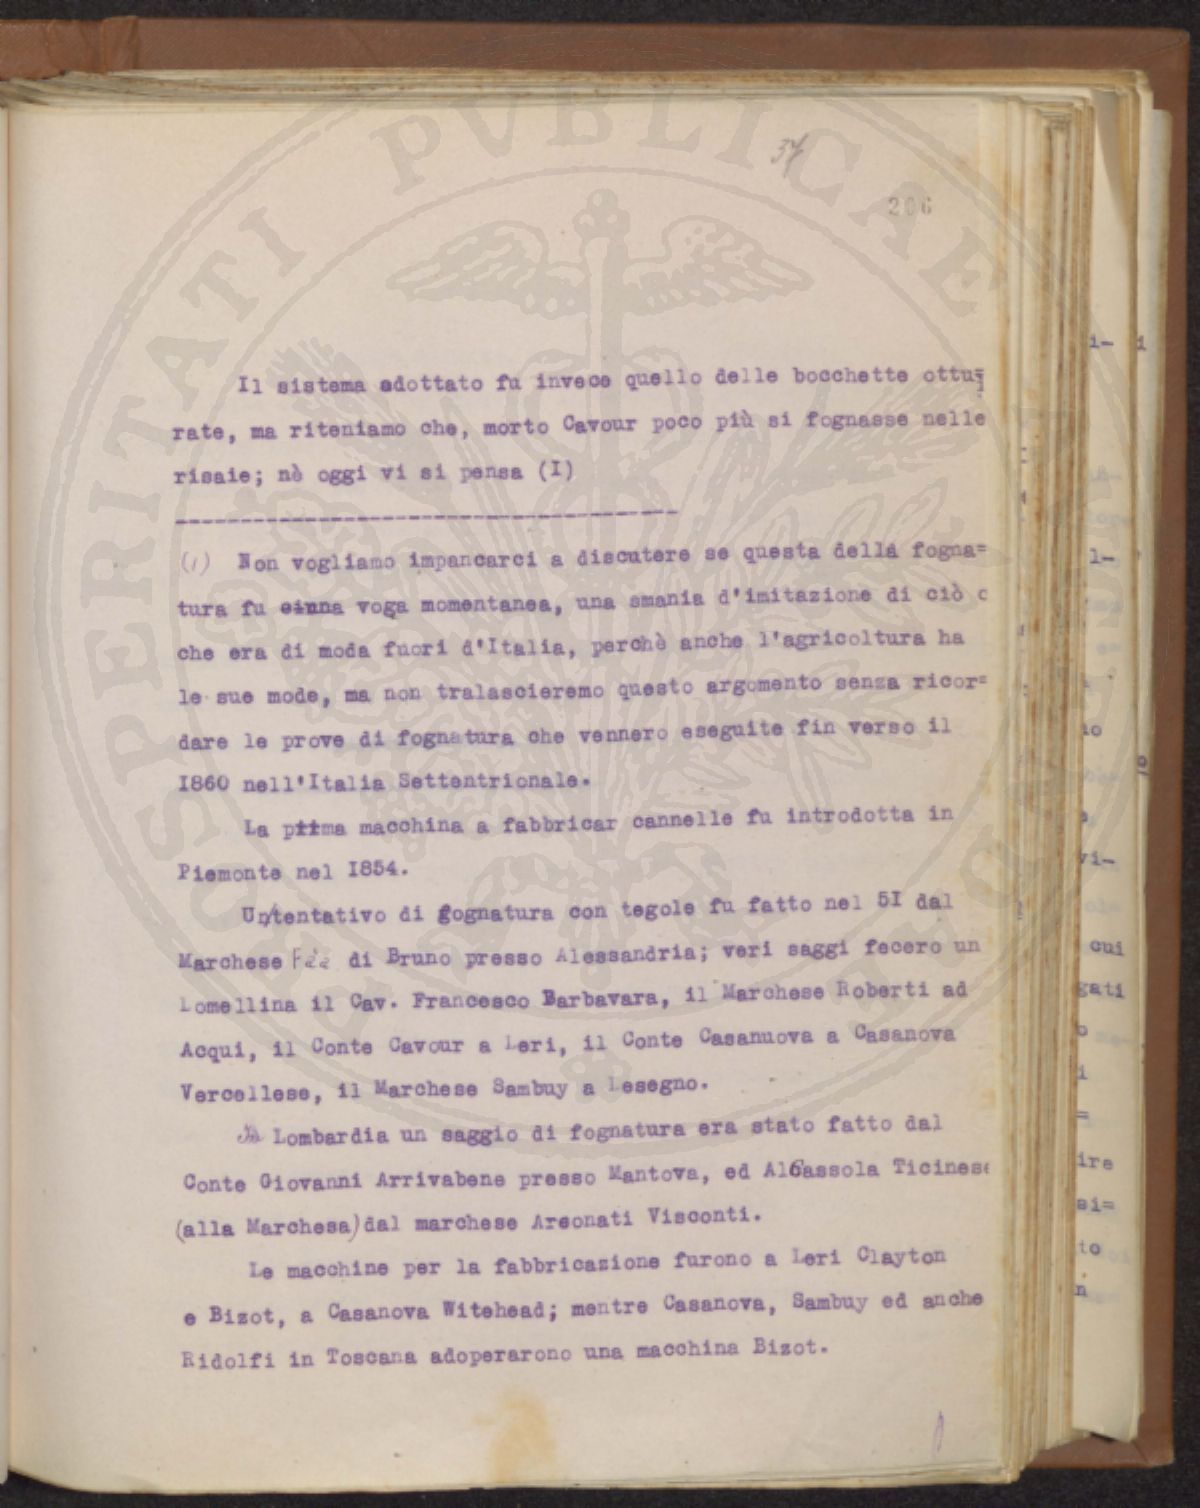 PROSPERITATI PVBLICAE
37
206
Il sistema adottato fu invece quello delle bocchette ottu=
rate, ma riteniamo che, morto Cavour poco più si fognasse nelle
risaie; nè oggi vi si pensa (I)
(1) Non vogliamo impancarci a discutere se questa della fogna=
tura fu einna voga momentanea, una smania d'imitazione di ciò c
che era di moda fuori d'Italia, perchè anche l'agricoltura ha
le sue mode, ma non tralascieremo questo argomento senza ricor=
dare le prove di fognatura che vennero eseguite fin verso il
I860 nell'Italia Settentrionale.
La prima macchina a fabbricar cannelle fu introdotta in
Piemonte nel I854.
Un tentativo di fognatura con tegole fu fatto nel 5I dal
Marchese Faà di Bruno presso Alessandria; veri saggi fecero un
Lomellina il Cav. Francesco Barbavara, il Marchese Roberti ad
Acqui, il Conte Cavour a Leri, il Conte Casanuova a Casanova
Vercellese, il Marchese Sambuy a Lesegno.
In Lombardia un saggio di fognatura era stato fatto dal
Conte Giovanni Arrivabene presso Mantova, ed AlCassola Ticinese
(alla Marchesa) dal marchese Arconati Visconti.
Le macchine per la fabbricazione furono a Leri Clayton
e Bizot, a Casanova Witehead; mentre Casanova, Sambuy ed anche
Ridolfi in Toscana adoperarono una macchina Bizot.